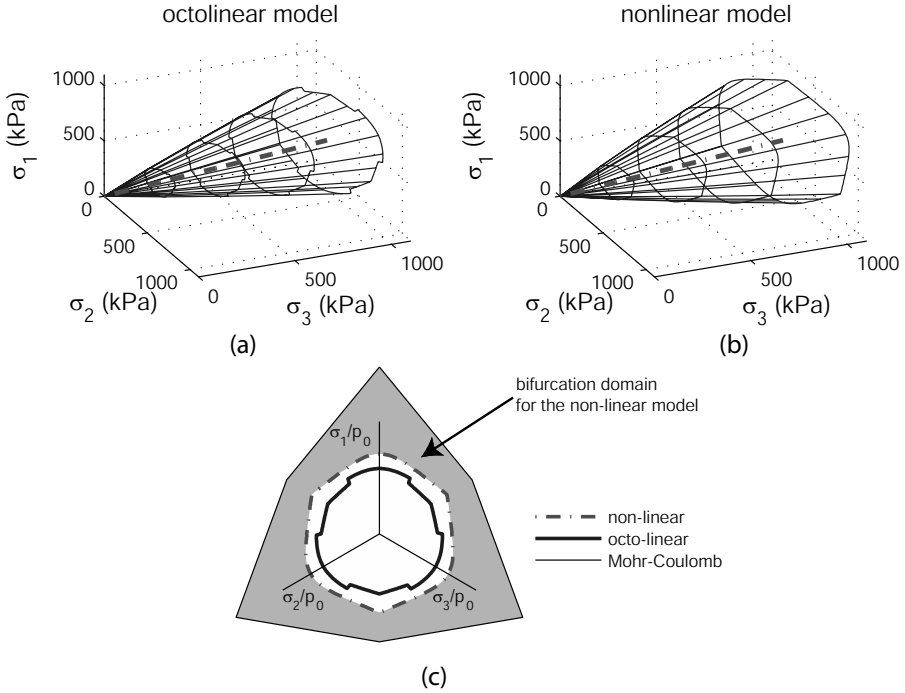 octolinear model
nonlinear model
1000
500
0
σ1 (kPa)
0
500
1000
σ2 (kPa)
0
500
1000
σ3 (kPa)
(a)
1000
500
0
σ1 (kPa)
0
500
1000
σ2 (kPa)
0
500
1000
σ3 (kPa)
(b)
bifurcation domain
for the non-linear model
σ1/p0
σ2/p0
σ3/p0
non-linear
octo-linear
Mohr-Coulomb
(c)